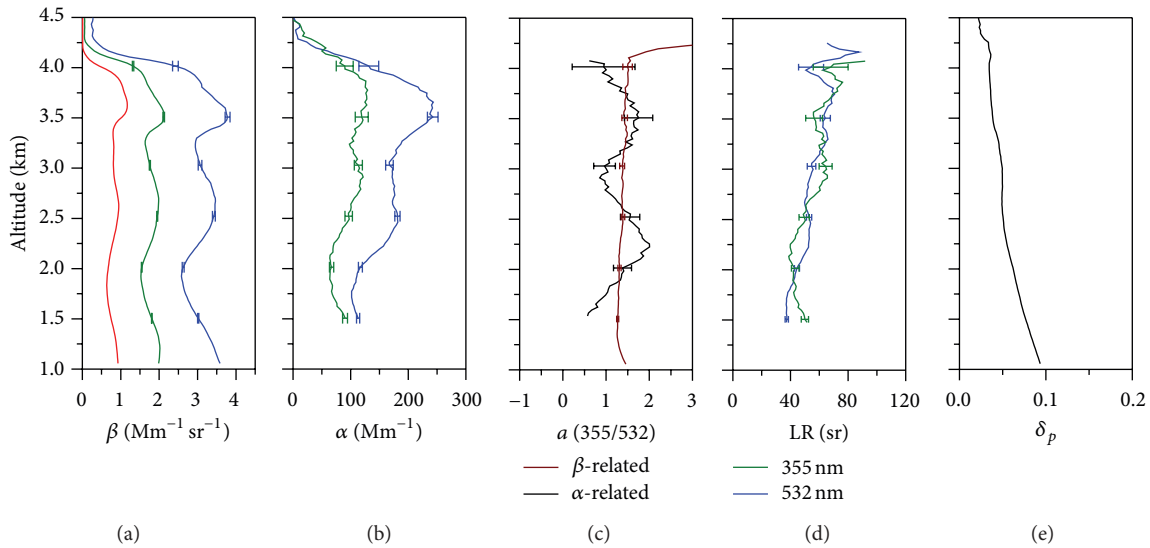 4.5
4.0
3.5
3.0
2.5
2.0
1.5
1.0
Altitude (km)
0 1 2 3 4
β (Mm⁻¹ sr⁻¹)
(a)
0 100 200 300
α (Mm⁻¹)
(b)
−1 0 1 2 3
a (355/532)
β-related
α-related
(c)
0 40 80 120
LR (sr)
355 nm
532 nm
(d)
0.0 0.1 0.2
δp
(e)